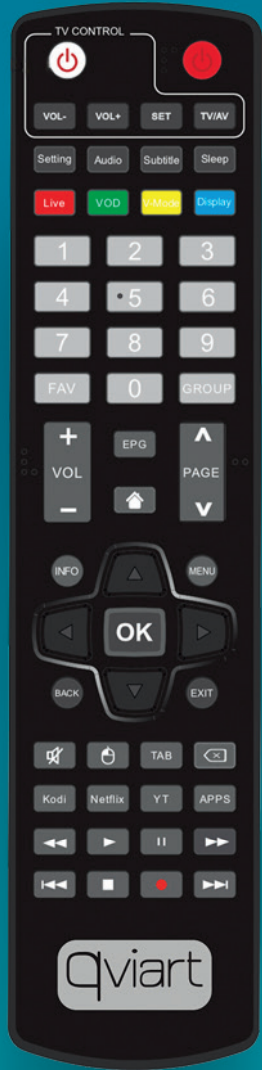 TV CONTROL
VOL- VOL+ SET TV/AV
Setting Audio Subtitle Sleep
Live VOD V-Mode Display
1 2 3
4 5 6
7 8 9
FAV 0 GROUP
+ EPG
VOL PAGE
−
INFO MENU
OK
BACK EXIT
TAB
Kodi Netflix YT APPS
qviart